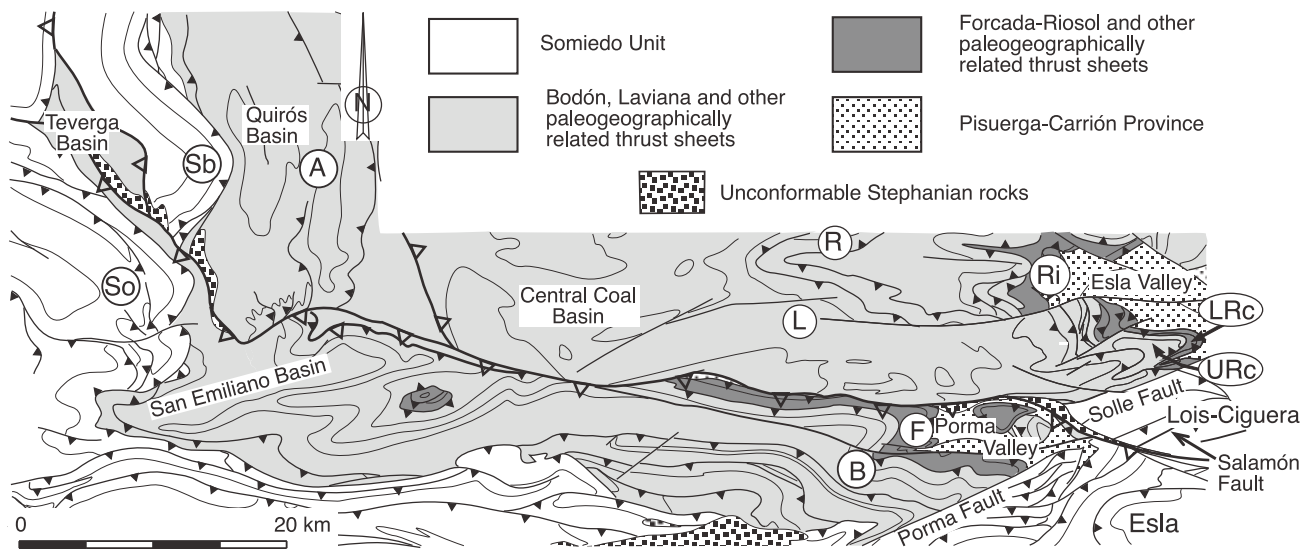 Somiedo Unit
Forcada-Riosol and other
paleogeographically
related thrust sheets
Bodón, Laviana and other
paleogeographically
related thrust sheets
Pisuerga-Carrión Province
Unconformable Stephanian rocks
N
Teverga
Basin
Quirós
Basin
Sb
A
So
R
Ri
Esla Valley
Central Coal
Basin
L
LRc
URc
San Emiliano Basin
Solle Fault
Lois-Ciguera
F
Porma
Valley
B
Salamón
Fault
Porma Fault
Esla
0
20 km